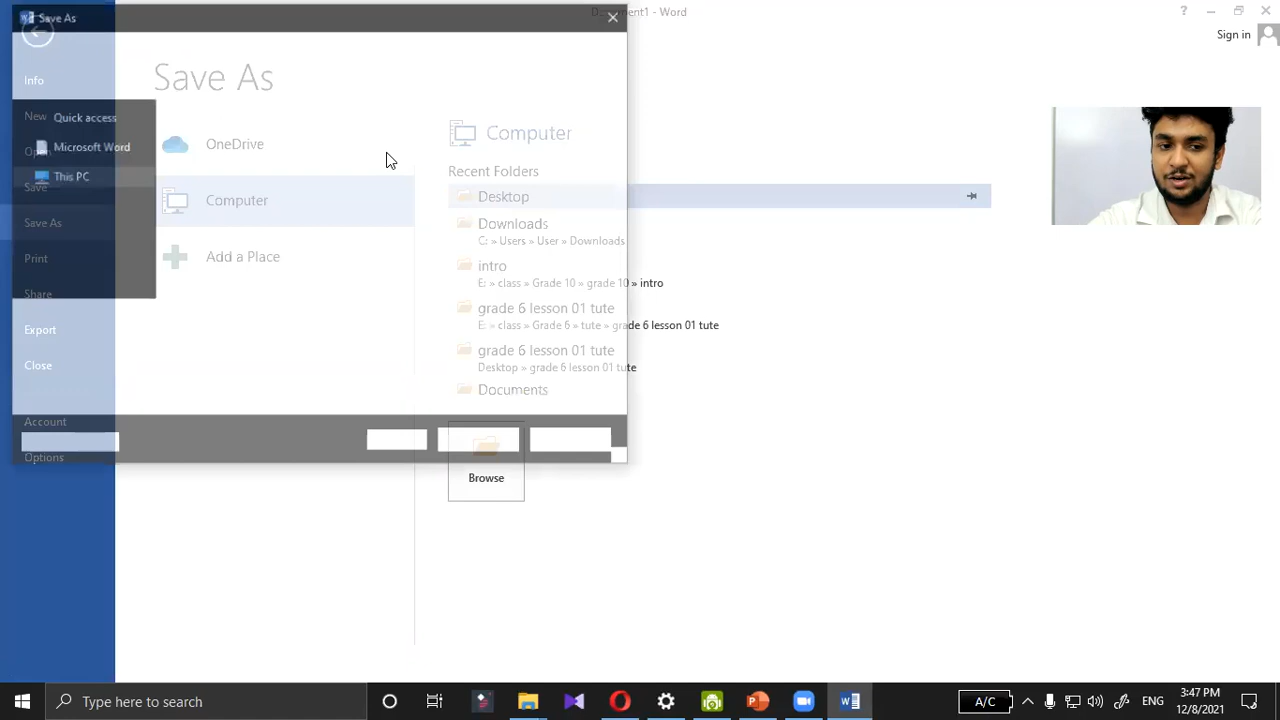 Save As
Document1 - Word
?
Sign in
Info
Save As
New
Quick access
OneDrive
Computer
Open
Microsoft Word
Recent Folders
This PC
Save
Computer
Desktop
Save As
Downloads
C: » Users » User » Downloads
Print
Add a Place
intro
E: » class » Grade 10 » grade 10 » intro
Share
grade 6 lesson 01 tute
E: » class » Grade 6 » tute » grade 6 lesson 01 tute
Export
grade 6 lesson 01 tute
Desktop » grade 6 lesson 01 tute
Close
Documents
Account
Options
Browse
Type here to search
A/C
ENG
3:47 PM
12/8/2021